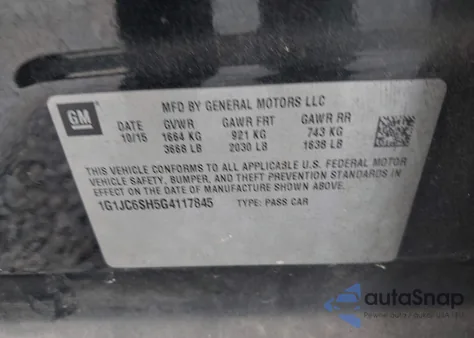 GM
MFD BY GENERAL MOTORS LLC
DATE GVWR GAWR FRT GAWR RR
10/15 1664 KG 921 KG 743 KG
3668 LB 2030 LB 1638 LB
THIS VEHICLE CONFORMS TO ALL APPLICABLE U.S. FEDERAL MOTOR
VEHICLE SAFETY, BUMPER, AND THEFT PREVENTION STANDARDS IN
EFFECT ON THE DATE OF MANUFACTURE SHOWN ABOVE.
1G1JC6SH5G4117845 TYPE: PASS CAR
autoSnap